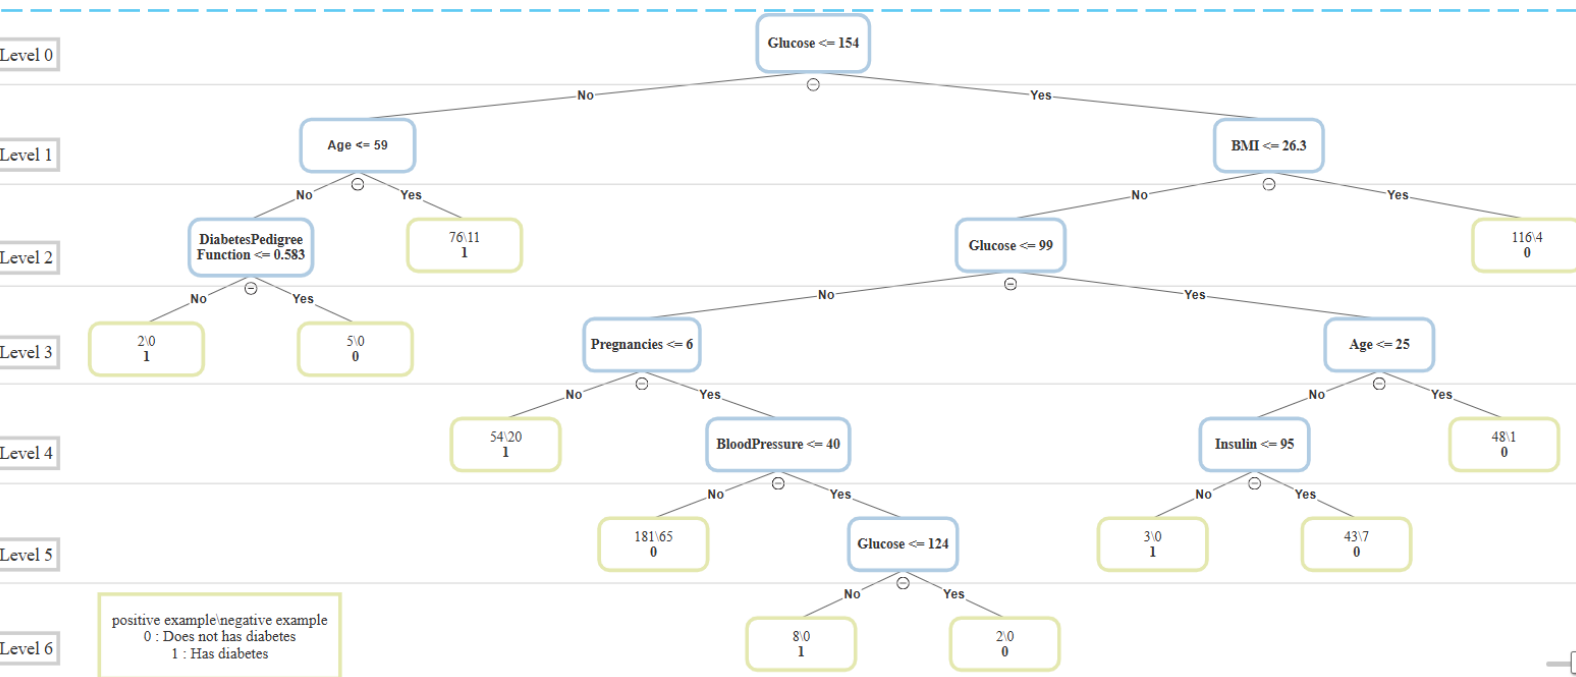 Level 0
Glucose <= 154
No
Yes
Level 1
Age <= 59
BMI <= 26.3
No
Yes
No
Yes
Level 2
DiabetesPedigree
Function <= 0.583
76\11
1
Glucose <= 99
116\4
0
No
Yes
No
Yes
Level 3
2\0
1
5\0
0
Pregnancies <= 6
Age <= 25
No
Yes
No
Yes
Level 4
54\20
1
BloodPressure <= 40
Insulin <= 95
48\1
0
No
Yes
No
Yes
Level 5
181\65
0
Glucose <= 124
3\0
1
43\7
0
No
Yes
Level 6
positive example\negative example
0 : Does not has diabetes
1 : Has diabetes
8\0
1
2\0
0